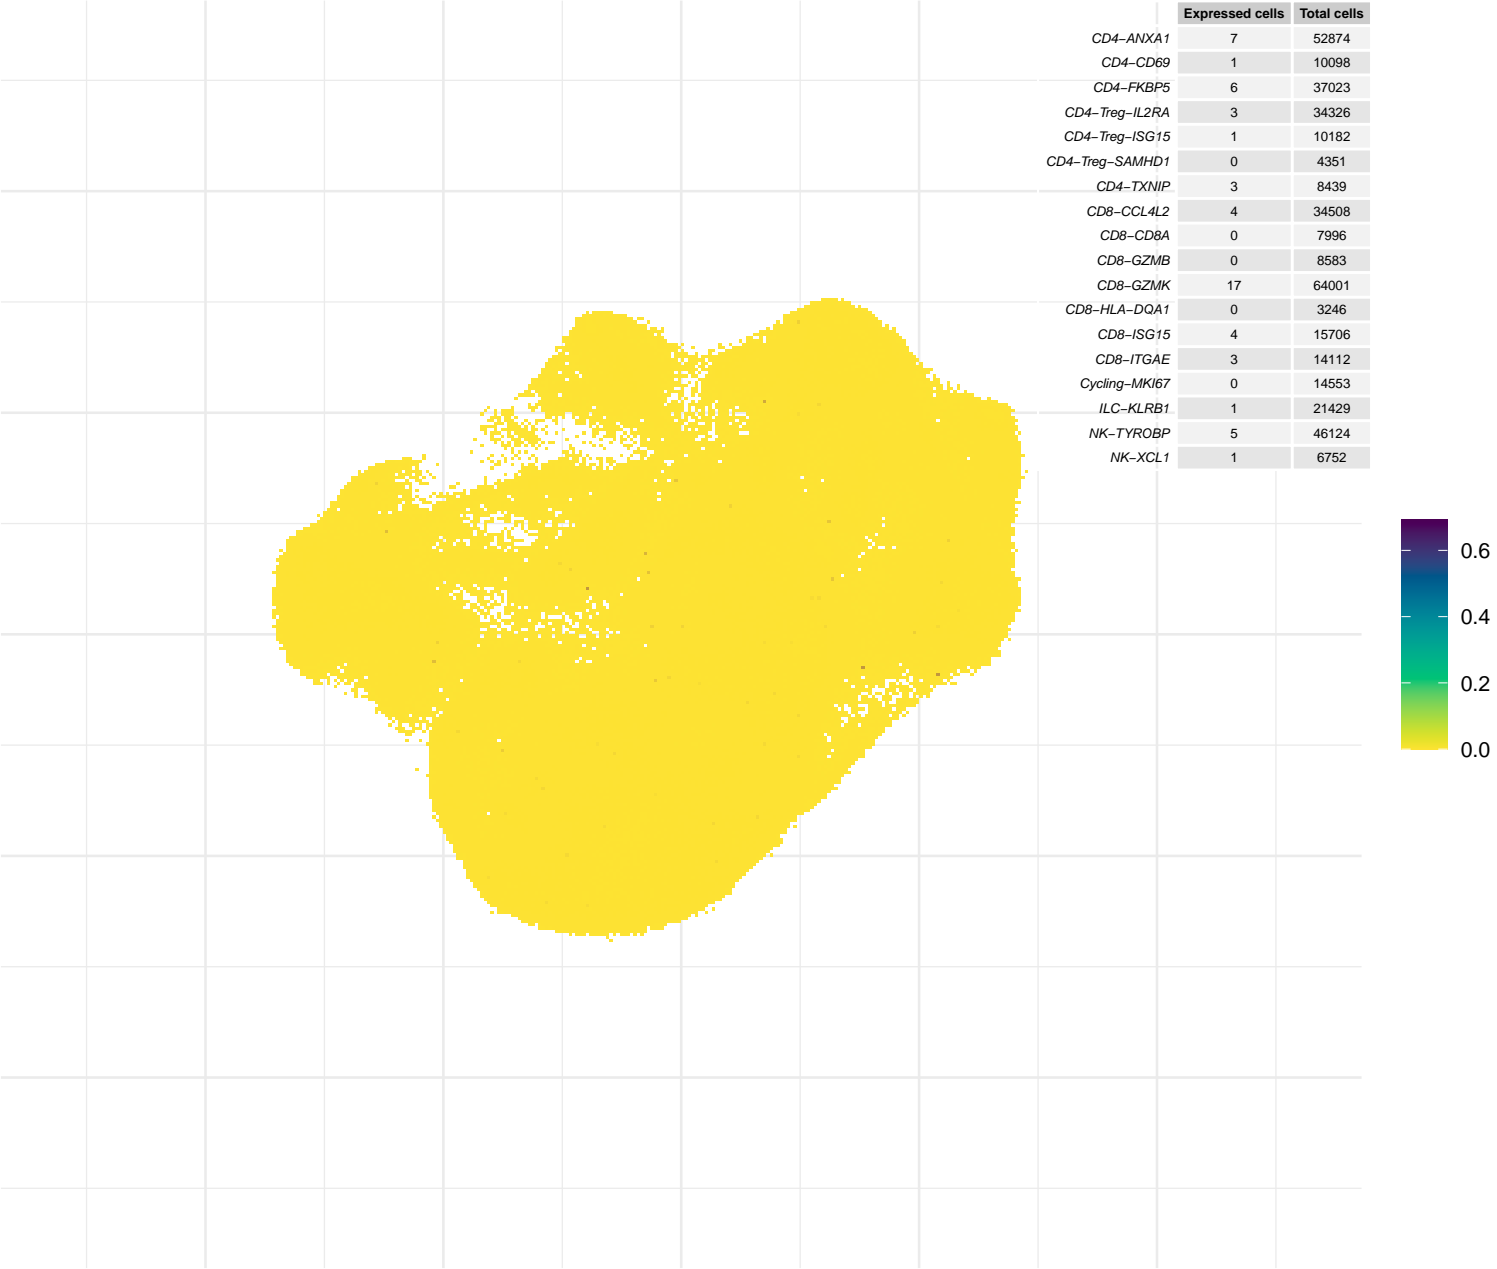 Expressed cells Total cells
CD4−ANXA1 7 52874
CD4−CD69 1 10098
CD4−FKBP5 6 37023
CD4−Treg−IL2RA 3 34326
CD4−Treg−ISG15 1 10182
CD4−Treg−SAMHD1 0 4351
CD4−TXNIP 3 8439
CD8−CCL4L2 4 34508
CD8−CD8A 0 7996
CD8−GZMB 0 8583
CD8−GZMK 17 64001
CD8−HLA−DQA1 0 3246
CD8−ISG15 4 15706
CD8−ITGAE 3 14112
Cycling−MKI67 0 14553
ILC−KLRB1 1 21429
NK−TYROBP 5 46124
NK−XCL1 1 6752
0.6
0.4
0.2
0.0